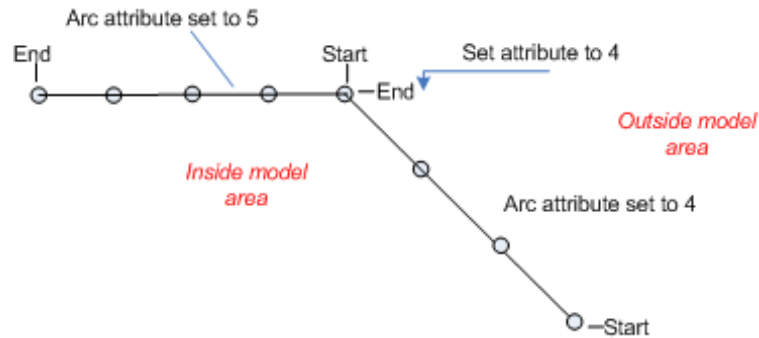 Arc attribute set to 5
End
Start
Set attribute to 4
End
Outside model
area
Inside model
area
Arc attribute set to 4
Start